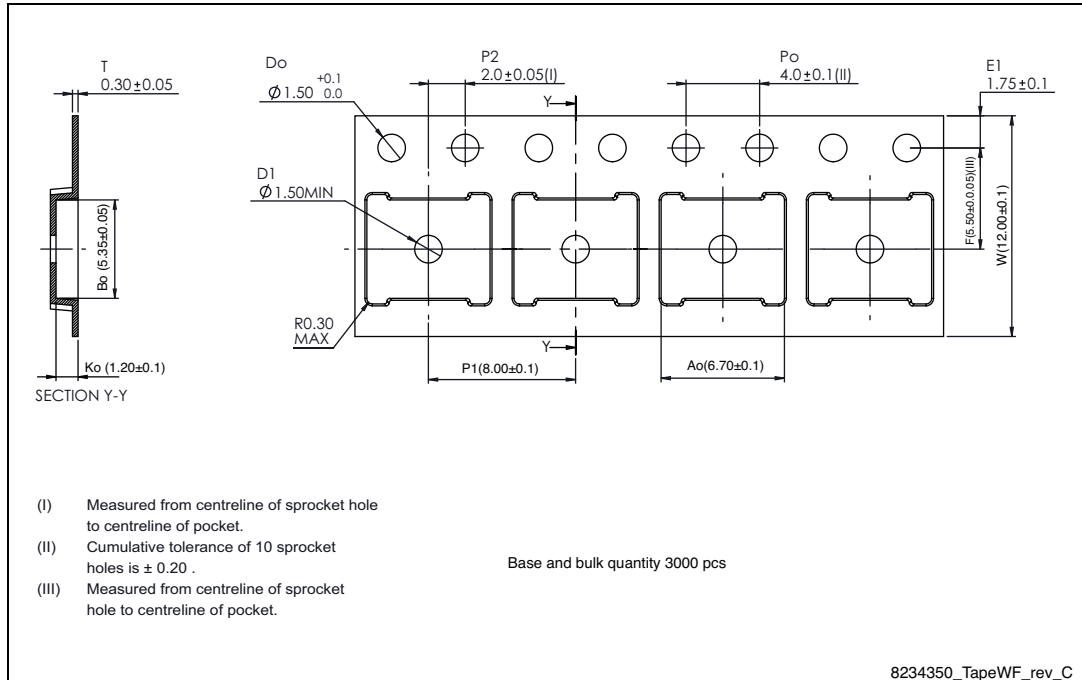 T
0.30±0.05
Do
Ø1.50 +0.1 0.0
P2
2.0±0.05(I)
Po
4.0±0.1(II)
E1
1.75±0.1
Y
D1
Ø1.50MIN
Bo (5.35±0.05)
F(5.50±0.0.05)(III)
W(12.00±0.1)
R0.30
MAX
Y
Ko (1.20±0.1)
P1(8.00±0.1)
Ao(6.70±0.1)
SECTION Y-Y
(I) Measured from centreline of sprocket hole
to centreline of pocket.
(II) Cumulative tolerance of 10 sprocket
holes is ± 0.20 .
(III) Measured from centreline of sprocket
hole to centreline of pocket.
Base and bulk quantity 3000 pcs
8234350_TapeWF_rev_C